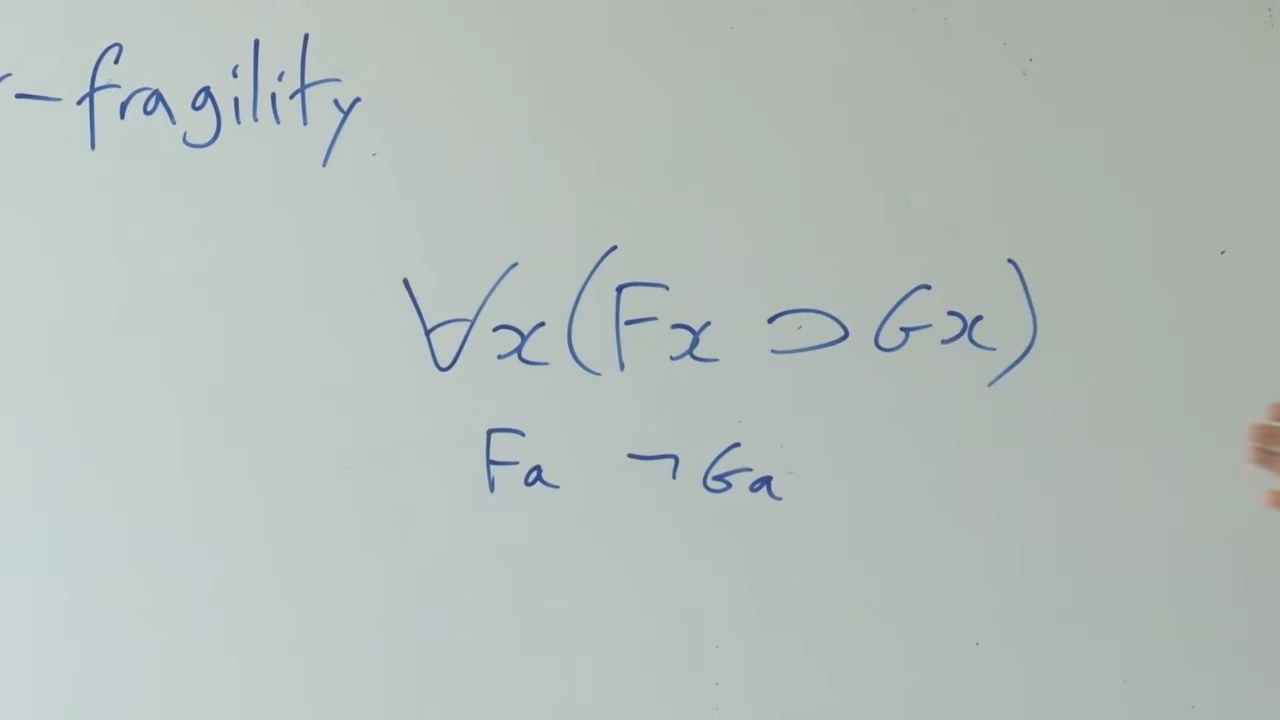 -fragility
∀x(Fx ⊃ Gx)
Fa ¬Ga